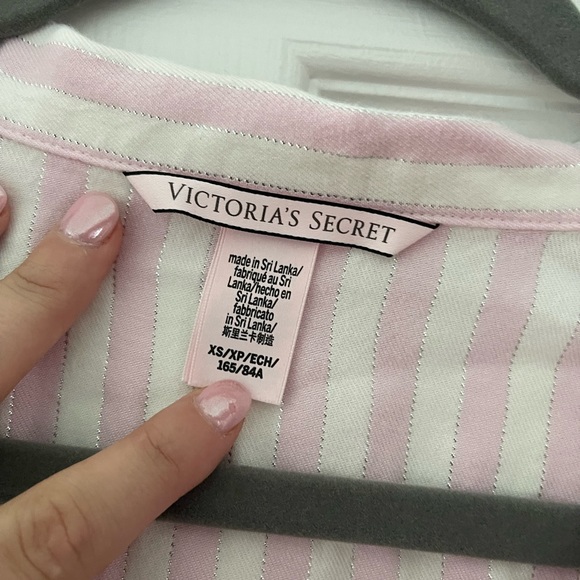 VICTORIA'S SECRET
made in Sri Lanka/
fabriqué au Sri
Lanka/hecho en
Sri Lanka/
fabbricato
in Sri Lanka/
斯里兰卡制造
XS/XP/ECH/
165/84A